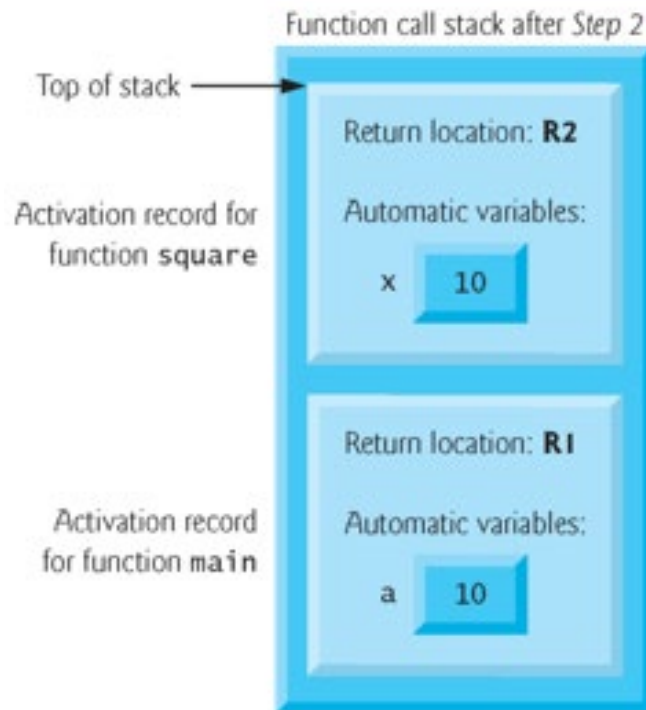 Function call stack after Step 2
Top of stack
Return location: R2
Activation record for
function square
Automatic variables:
x 10
Return location: R1
Activation record
for function main
Automatic variables:
a 10